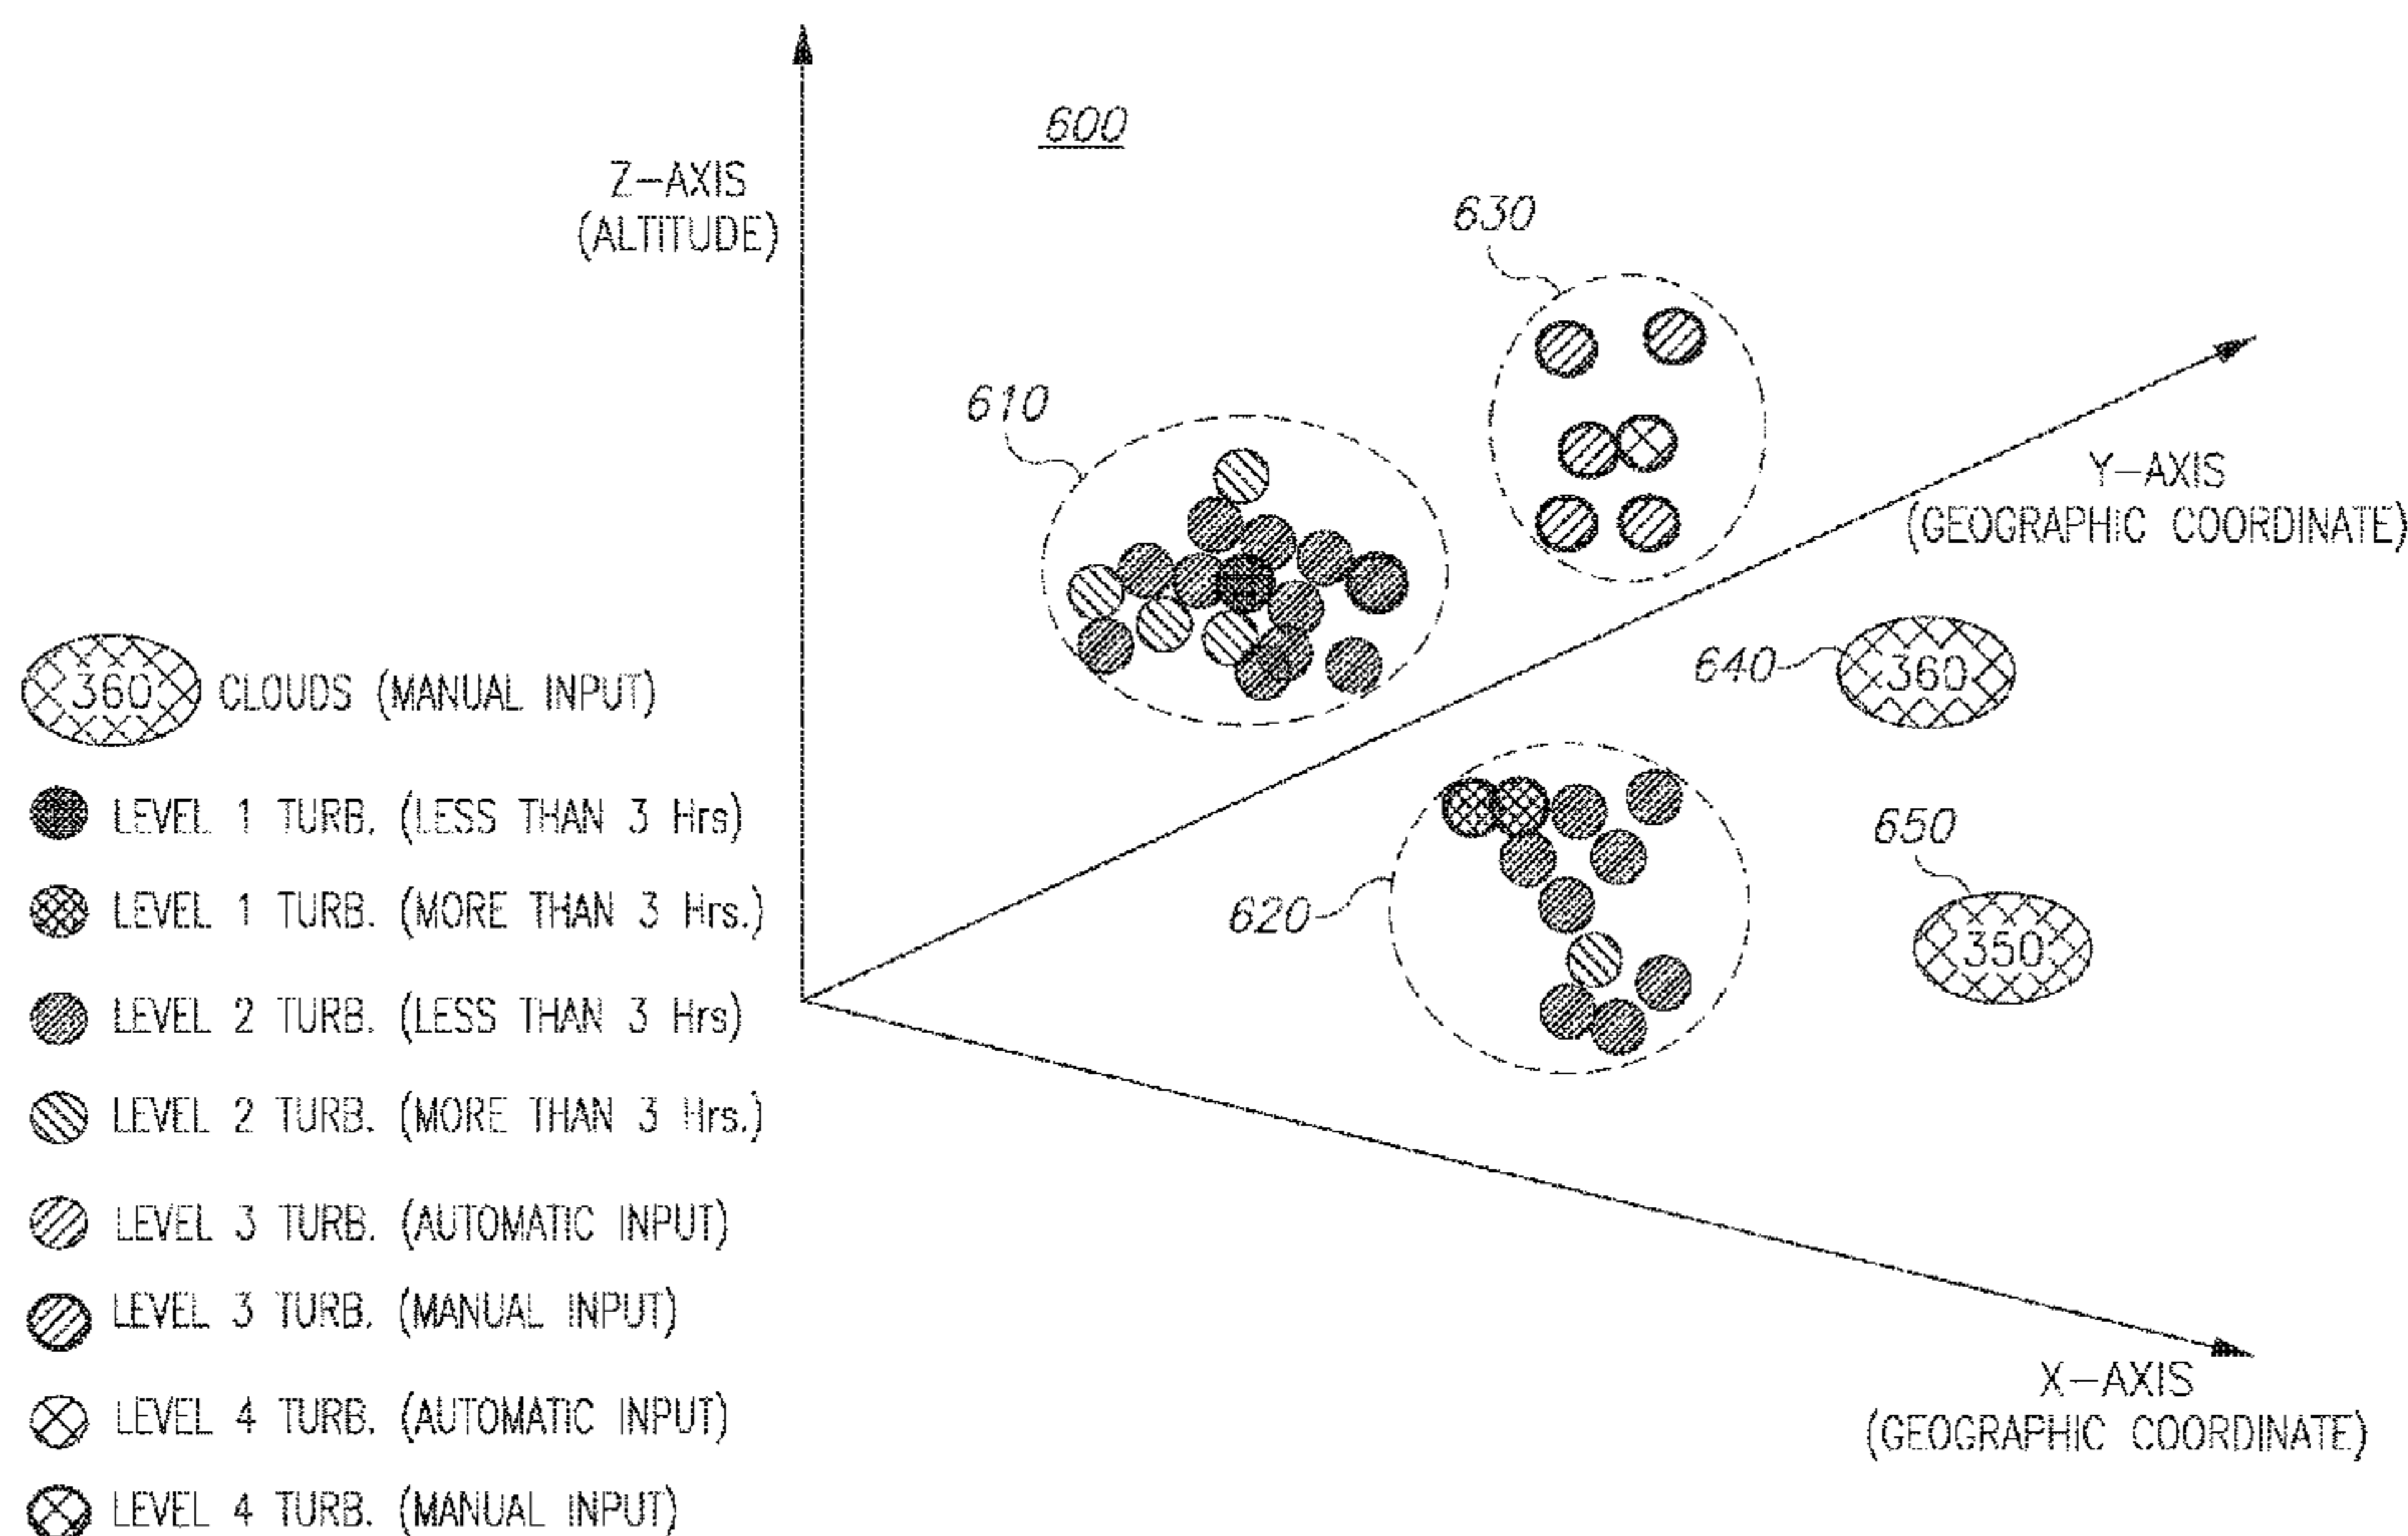 600
Z-AXIS
(ALTITUDE)
630
610
Y-AXIS
(GEOGRAPHIC COORDINATE)
640
360
360 CLOUDS (MANUAL INPUT)
LEVEL 1 TURB. (LESS THAN 3 Hrs)
650
LEVEL 1 TURB. (MORE THAN 3 Hrs.)
620
350
LEVEL 2 TURB. (LESS THAN 3 Hrs)
LEVEL 2 TURB. (MORE THAN 3 Hrs.)
LEVEL 3 TURB. (AUTOMATIC INPUT)
LEVEL 3 TURB. (MANUAL INPUT)
X-AXIS
(GEOGRAPHIC COORDINATE)
LEVEL 4 TURB. (AUTOMATIC INPUT)
LEVEL 4 TURB. (MANUAL INPUT)